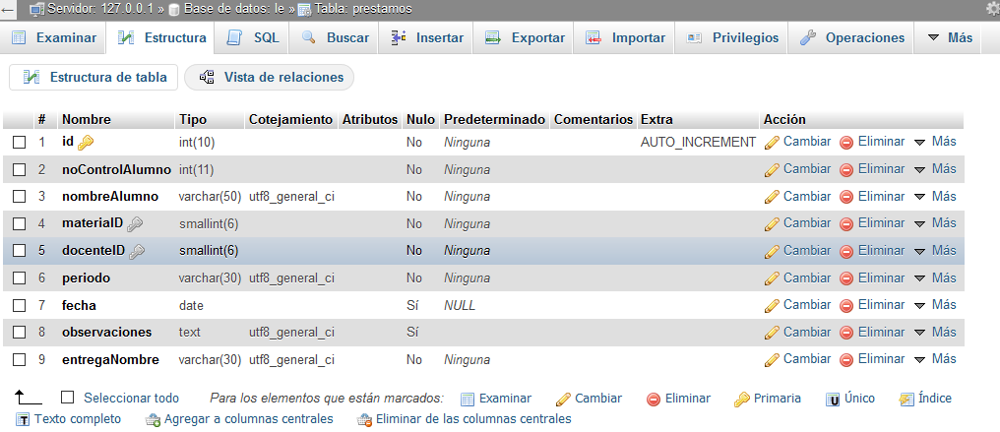 ← Servidor: 127.0.0.1 » Base de datos: le » Tabla: prestamos
Examinar Estructura SQL Buscar Insertar Exportar Importar Privilegios Operaciones Más
Estructura de tabla Vista de relaciones
# Nombre Tipo Cotejamiento Atributos Nulo Predeterminado Comentarios Extra Acción
1 id int(10) No Ninguna AUTO_INCREMENT Cambiar Eliminar Más
2 noControlAlumno int(11) No Ninguna Cambiar Eliminar Más
3 nombreAlumno varchar(50) utf8_general_ci No Ninguna Cambiar Eliminar Más
4 materiaID smallint(6) No Ninguna Cambiar Eliminar Más
5 docenteID smallint(6) No Ninguna Cambiar Eliminar Más
6 periodo varchar(30) utf8_general_ci No Ninguna Cambiar Eliminar Más
7 fecha date Sí NULL Cambiar Eliminar Más
8 observaciones text utf8_general_ci Sí Cambiar Eliminar Más
9 entregaNombre varchar(30) utf8_general_ci No Ninguna Cambiar Eliminar Más
Seleccionar todo Para los elementos que están marcados: Examinar Cambiar Eliminar Primaria Único Índice
Texto completo Agregar a columnas centrales Eliminar de las columnas centrales